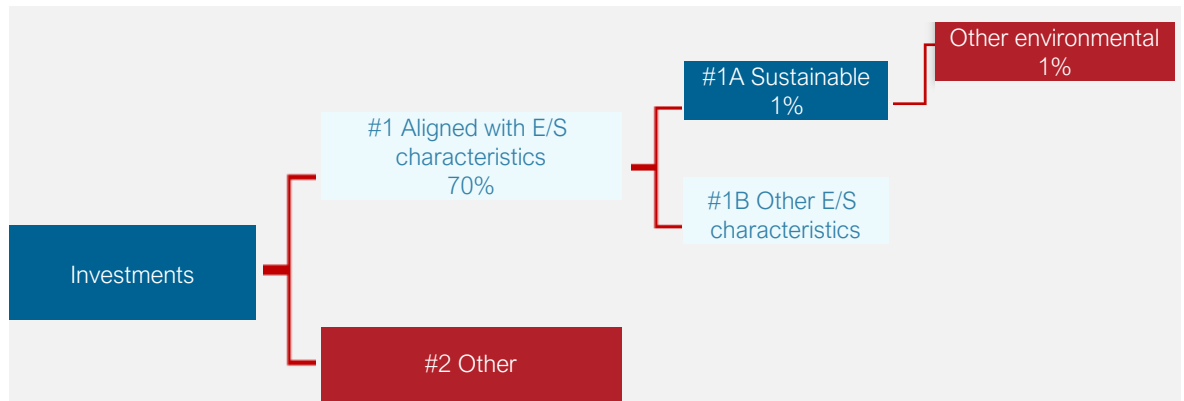 Other environmental
1%
#1A Sustainable
1%
#1 Aligned with E/S
characteristics
70%
#1B Other E/S
characteristics
Investments
#2 Other